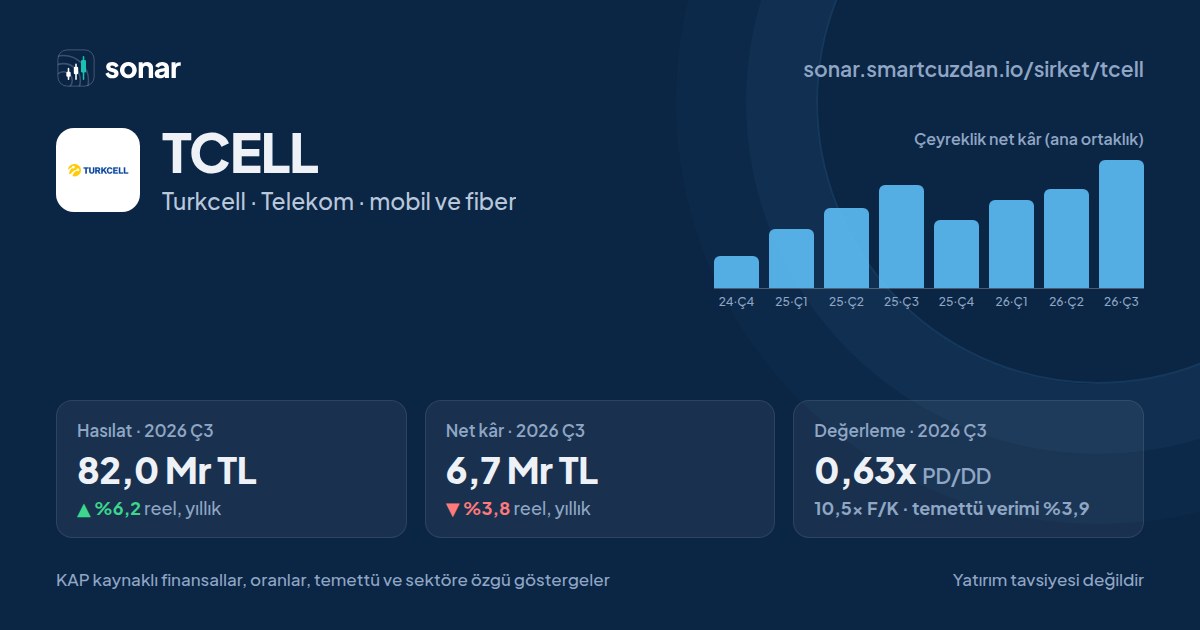 sonar
sonar.smartcuzdan.io/sirket/tcell
TURKCELL
TCELL
Turkcell · Telekom · mobil ve fiber
Çeyreklik net kâr (ana ortaklık)
24·Ç4 25·Ç1 25·Ç2 25·Ç3 25·Ç4 26·Ç1 26·Ç2 26·Ç3
Hasılat · 2026 Ç3
82,0 Mr TL
▲ %6,2 reel, yıllık
Net kâr · 2026 Ç3
6,7 Mr TL
▼ %3,8 reel, yıllık
Değerleme · 2026 Ç3
0,63x PD/DD
10,5× F/K · temettü verimi %3,9
KAP kaynaklı finansallar, oranlar, temettü ve sektöre özgü göstergeler
Yatırım tavsiyesi değildir